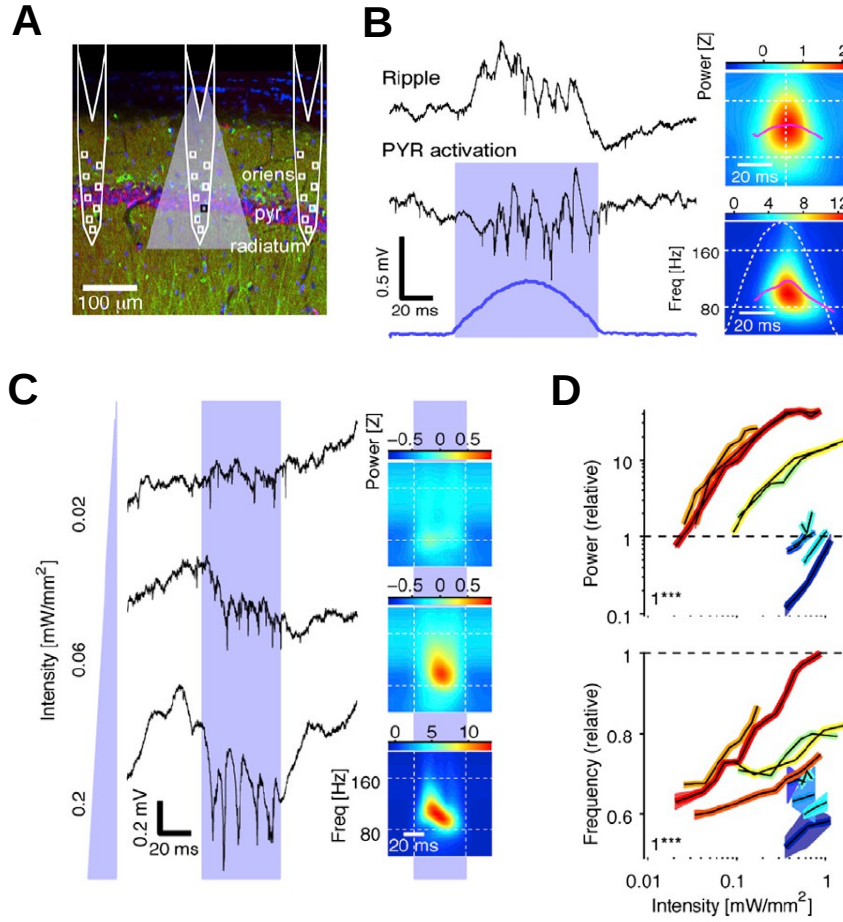 A
oriens
pyr
radiatum
100 μm
B
Ripple
PYR activation
0.5 mV
20 ms
Power [Z]
0 1 2
20 ms
0 4 8 12
Freq [Hz]
160
80
20 ms
C
Intensity [mW/mm²]
0.02
0.06
0.2
0.2 mV
20 ms
Power [Z]
−0.5 0 0.5
−0.5 0 0.5
0 5 10
Freq [Hz]
160
80
20 ms
D
Power (relative)
10
1
0.1
1***
Frequency (relative)
1
0.8
0.6
1***
0.01 0.1 1
Intensity [mW/mm²]